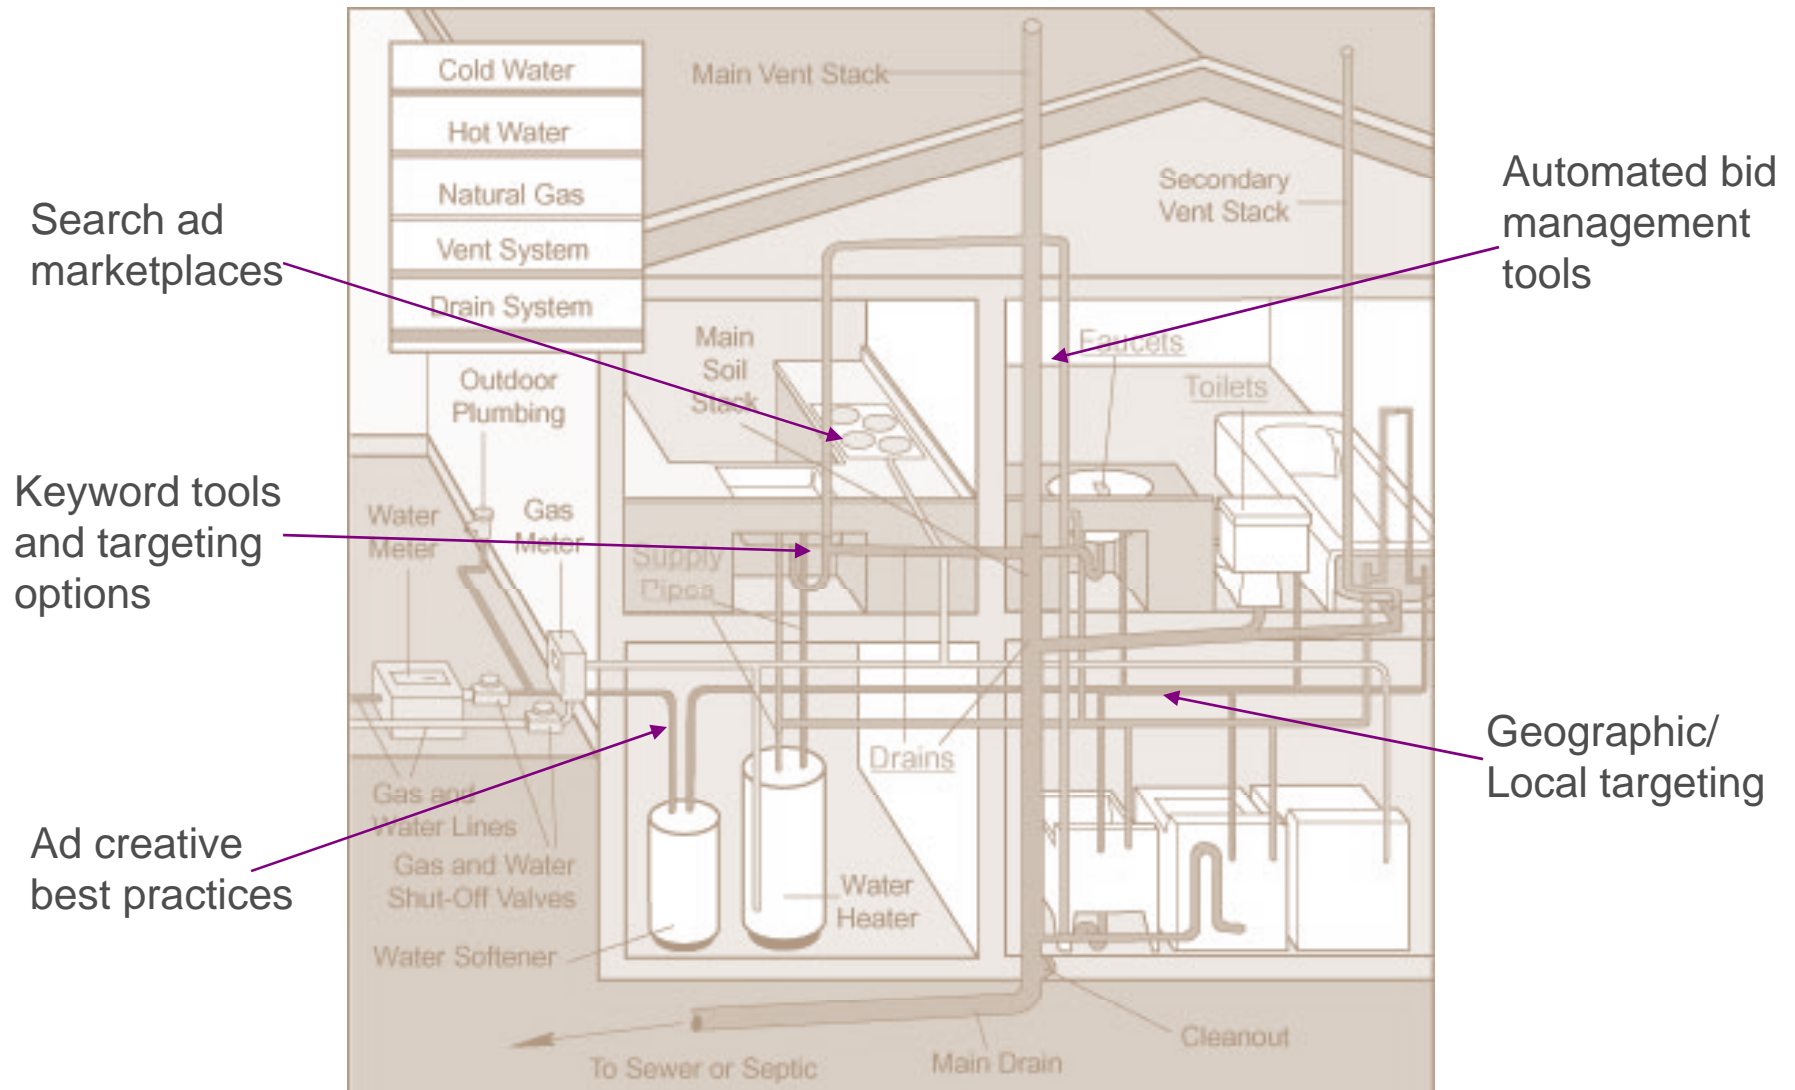 Cold Water
Hot Water
Natural Gas
Vent System
Drain System
Main Vent Stack
Secondary
Vent Stack
Automated bid
management
tools
Search ad
marketplaces
Main
Soil
Stack
Faucets
Toilets
Outdoor
Plumbing
Keyword tools
and targeting
options
Water
Meter
Gas
Meter
Supply
Pipes
Drains
Geographic/
Local targeting
Gas and
Water Lines
Ad creative
best practices
Gas and Water
Shut-Off Valves
Water
Heater
Water Softener
Cleanout
To Sewer or Septic
Main Drain